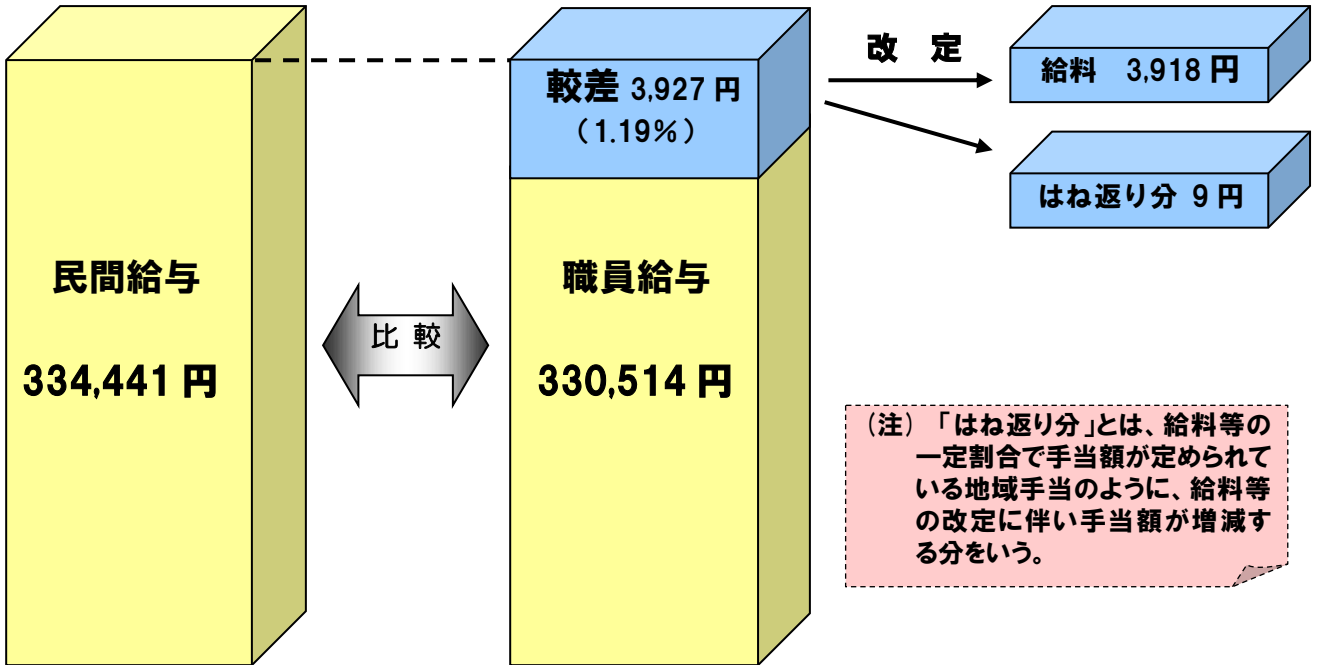 改 定
給料 3,918 円
はね返り分 9 円
較差 3,927 円
（1.19％）
民間給与
334,441 円
比 較
職員給与
330,514 円
（注）「はね返り分」とは、給料等の
一定割合で手当額が定められて
いる地域手当のように、給料等
の改定に伴い手当額が増減す
る分をいう。